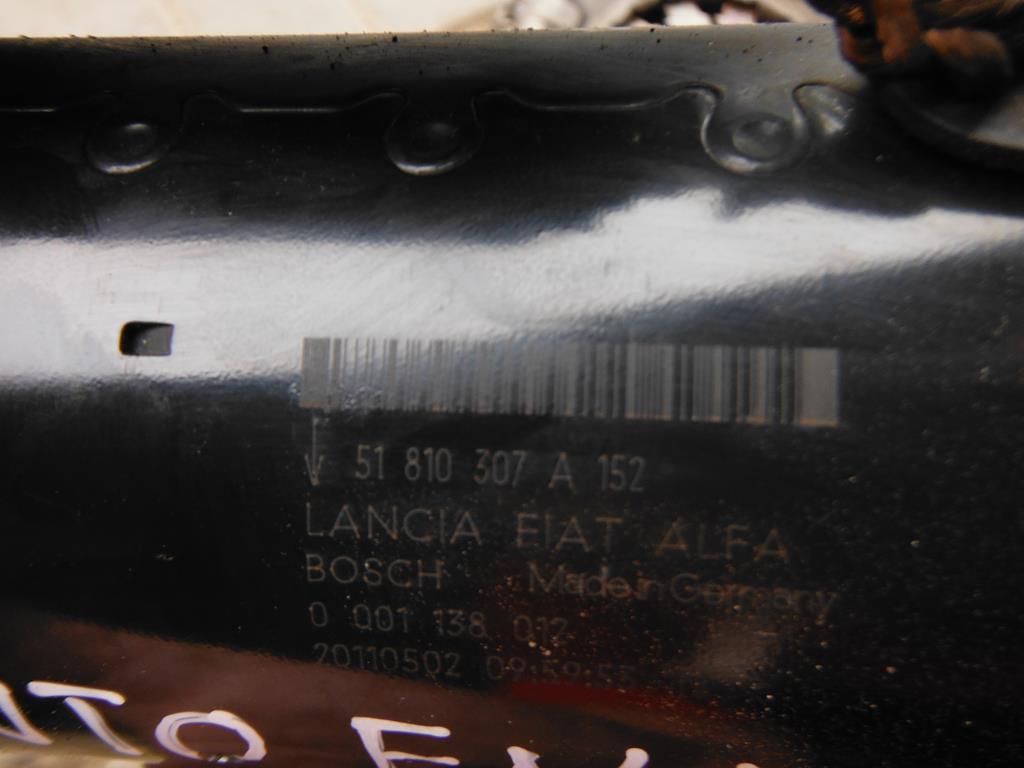 51 810 307 A 152
LANCIA FIAT ALFA
BOSCH Made in Germany
0 001 138 012
20110502